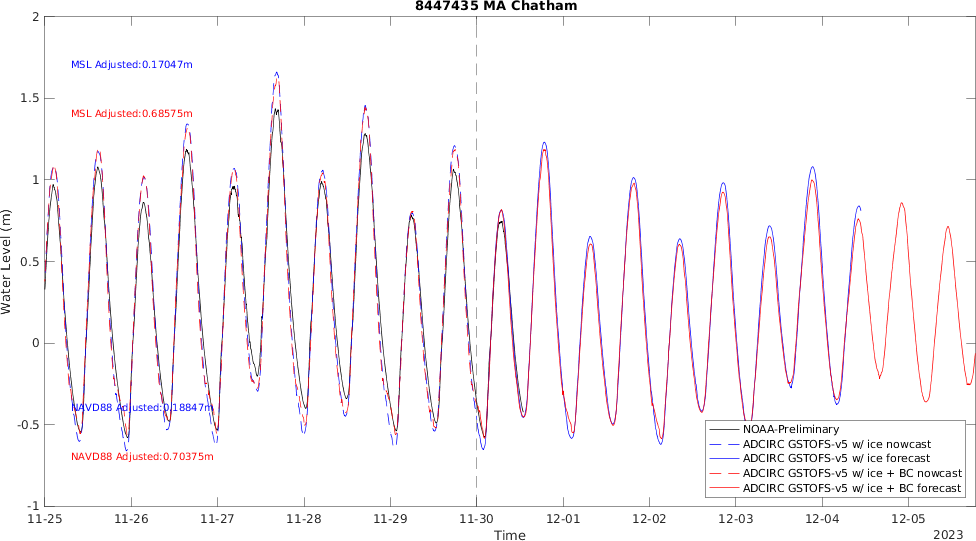 8447435 MA Chatham
2
1.5
1
0.5
0
-0.5
-1
Water Level (m)
MSL Adjusted:0.17047m
MSL Adjusted:0.68575m
NAVD88 Adjusted:0.18847m
NAVD88 Adjusted:0.70375m
NOAA-Preliminary
ADCIRC GSTOFS-v5 w/ ice nowcast
ADCIRC GSTOFS-v5 w/ ice forecast
ADCIRC GSTOFS-v5 w/ ice + BC nowcast
ADCIRC GSTOFS-v5 w/ ice + BC forecast
11-25 11-26 11-27 11-28 11-29 11-30 12-01 12-02 12-03 12-04 12-05
Time
2023